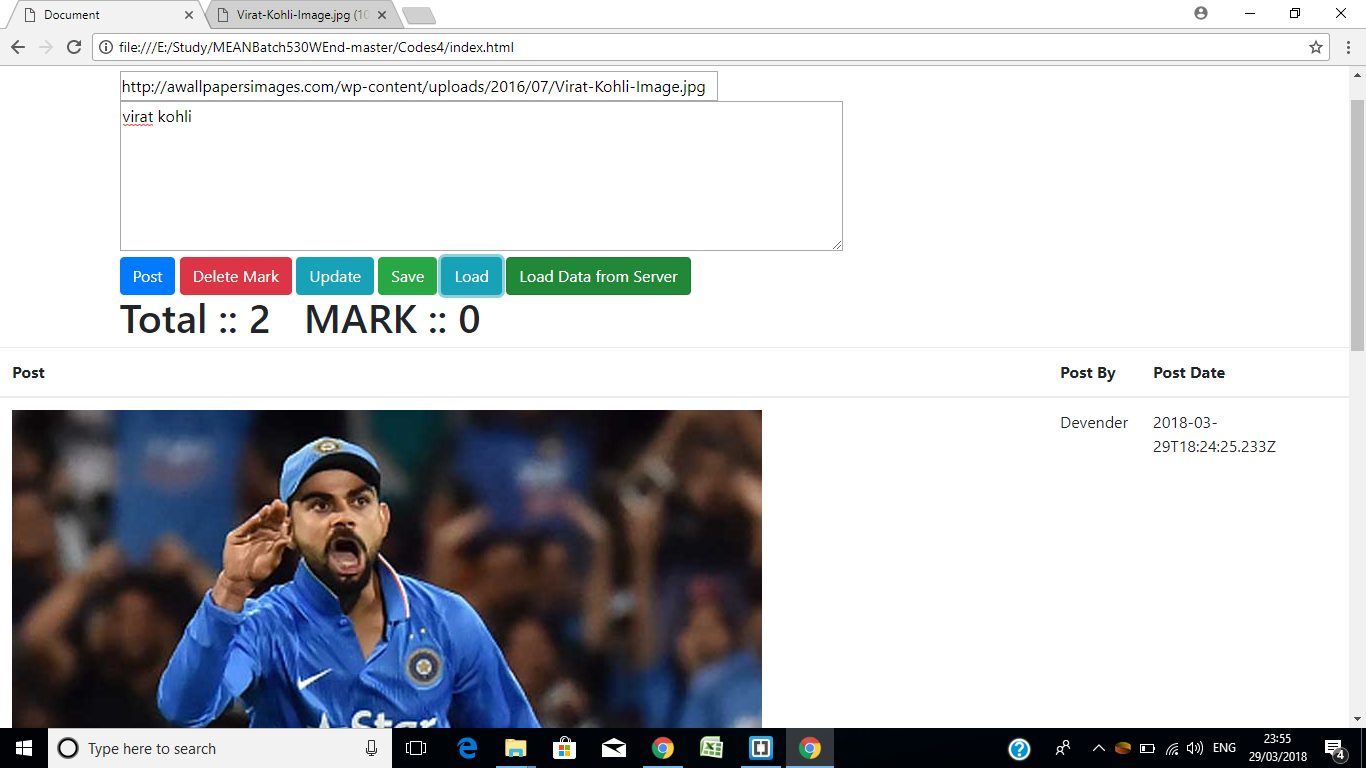 Document
Virat-Kohli-Image.jpg (10
file:///E:/Study/MEANBatch530WEnd-master/Codes4/index.html
http://awallpapersimages.com/wp-content/uploads/2016/07/Virat-Kohli-Image.jpg
virat kohli
Post Delete Mark Update Save Load Load Data from Server
Total :: 2 MARK :: 0
Post Post By Post Date
Devender 2018-03-
29T18:24:25.233Z
A-Star
Type here to search
ENG
23:55
29/03/2018
4